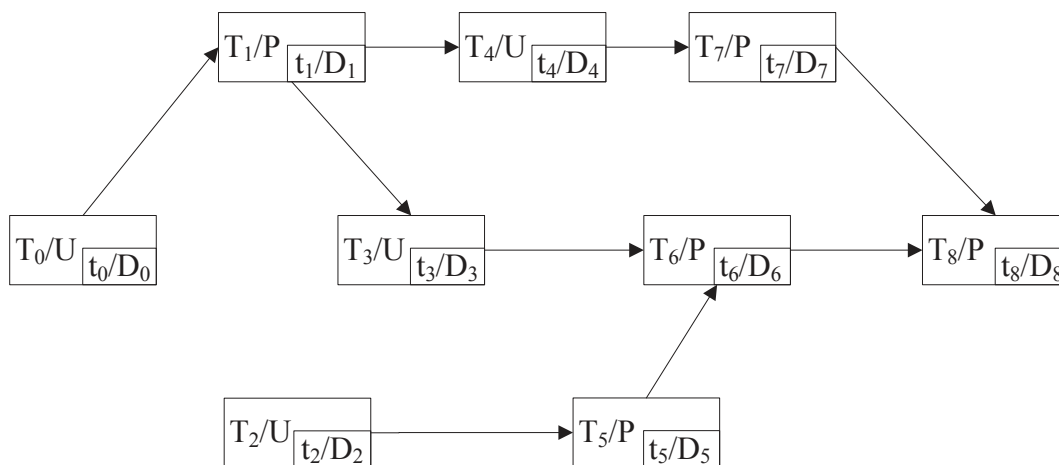 T₁/P t₁/D₁
T₄/U t₄/D₄
T₇/P t₇/D₇
T₀/U t₀/D₀
T₃/U t₃/D₃
T₆/P t₆/D₆
T₈/P t₈/D₈
T₂/U t₂/D₂
T₅/P t₅/D₅